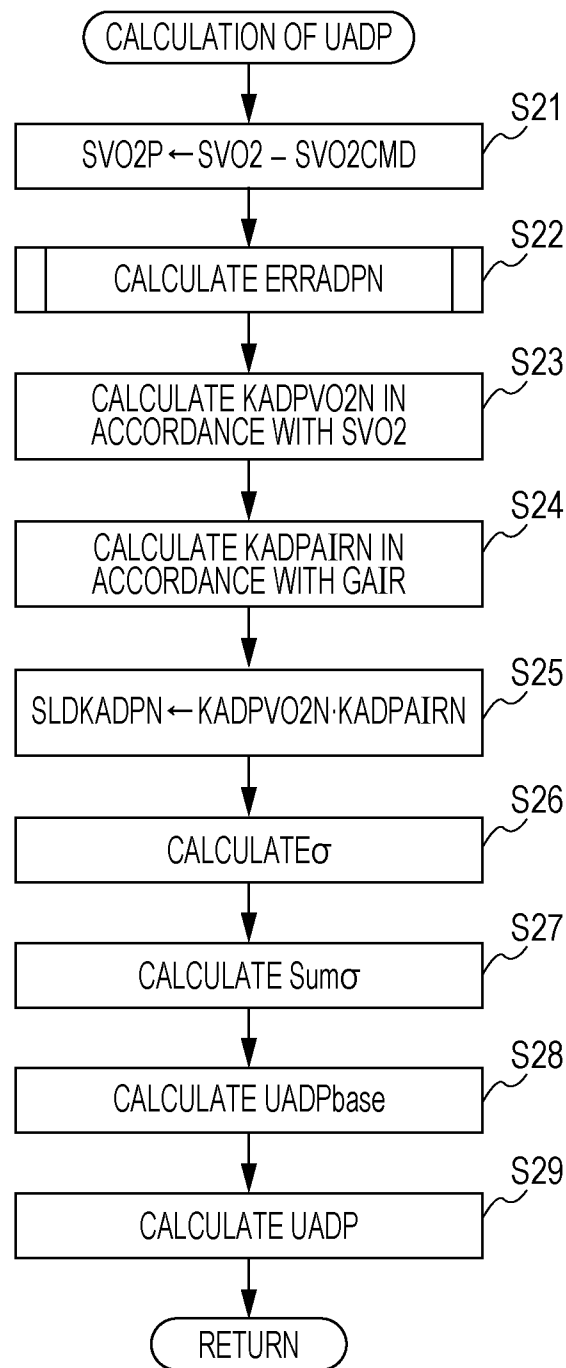 CALCULATION OF UADP
S21
SVO2P←SVO2 – SVO2CMD
S22
CALCULATE ERRADPN
S23
CALCULATE KADPVO2N IN
ACCORDANCE WITH SVO2
S24
CALCULATE KADPAIRN IN
ACCORDANCE WITH GAIR
S25
SLDKADPN←KADPVO2N·KADPAIRN
S26
CALCULATEσ
S27
CALCULATE Sumσ
S28
CALCULATE UADPbase
S29
CALCULATE UADP
RETURN